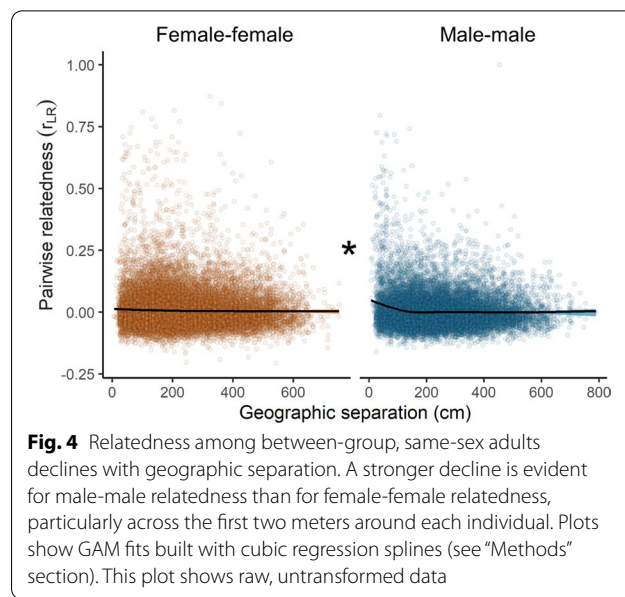 Female-female Male-male
1.00
0.75
0.50
0.25
0.00
-0.25
Pairwise relatedness (rLR)
*
0 200 400 600 0 200 400 600 800
Geographic separation (cm)
Fig. 4 Relatedness among between-group, same-sex adults
declines with geographic separation. A stronger decline is evident
for male-male relatedness than for female-female relatedness,
particularly across the first two meters around each individual. Plots
show GAM fits built with cubic regression splines (see “Methods”
section). This plot shows raw, untransformed data